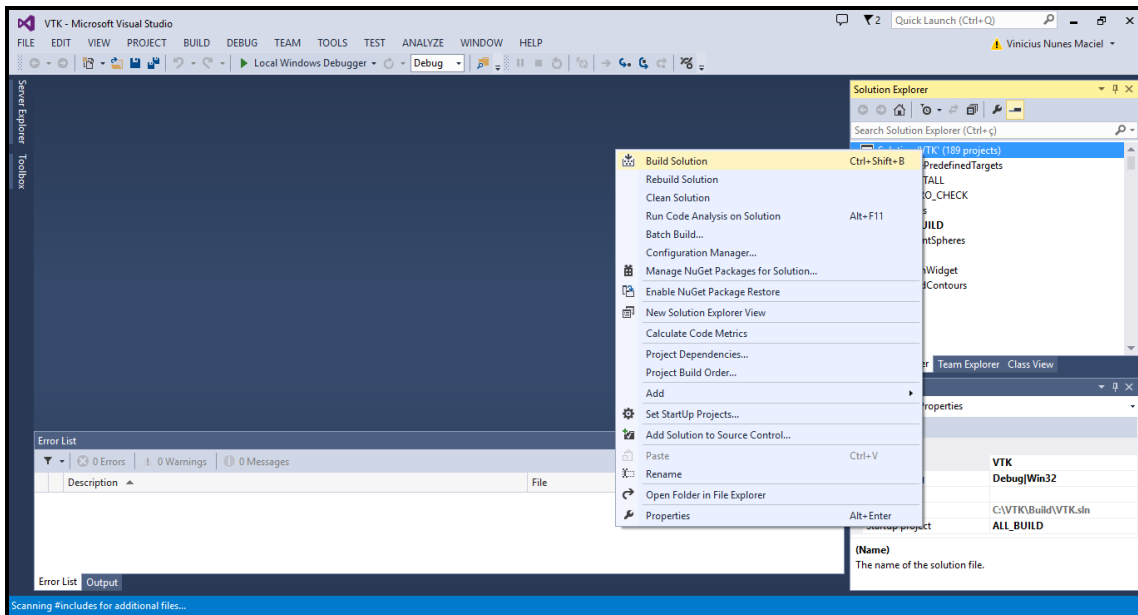 VTK - Microsoft Visual Studio
2
Quick Launch (Ctrl+Q)
FILE EDIT VIEW PROJECT BUILD DEBUG TEAM TOOLS TEST ANALYZE WINDOW HELP
Vinicius Nunes Maciel
Local Windows Debugger Debug
Server Explorer
Toolbox
Solution Explorer
Search Solution Explorer (Ctrl+ç)
'VTK' (189 projects)
PredefinedTargets
Build Solution Ctrl+Shift+B
Rebuild Solution
Clean Solution
Run Code Analysis on Solution Alt+F11
Batch Build...
Configuration Manager...
Manage NuGet Packages for Solution...
Enable NuGet Package Restore
New Solution Explorer View
Calculate Code Metrics
Project Dependencies...
Project Build Order...
Add
Set StartUp Projects...
Add Solution to Source Control...
Paste Ctrl+V
Rename
Open Folder in File Explorer
Properties Alt+Enter
TALL
O_CHECK
UILD
ntSpheres
nWidget
dContours
Team Explorer Class View
roperties
VTK
Debug|Win32
C:\VTK\Build\VTK.sln
Startup project ALL_BUILD
(Name)
The name of the solution file.
Error List
0 Errors 0 Warnings 0 Messages
Description File
Error List Output
Scanning #includes for additional files...